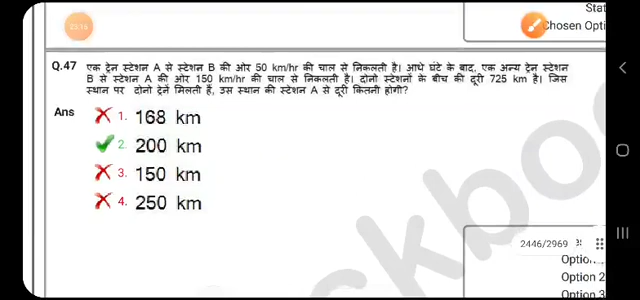 Stat
23:15
Chosen Opti
Q.47 एक ट्रेन स्टेशन A से स्टेशन B की ओर 50 km/hr की चाल से निकलती है। आधे घंटे के बाद, एक अन्य ट्रेन स्टेशन
B से स्टेशन A की ओर 150 km/hr की चाल से निकलती है। दोनो स्टेशनों के बीच की दूरी 725 km है। जिस
स्थान पर दोनो ट्रेनें मिलती हैं, उस स्थान की स्टेशन A से दूरी कितनी होगी?
Ans
1. 168 km
2. 200 km
3. 150 km
4. 250 km
2446/2969
Option 2
Option 3